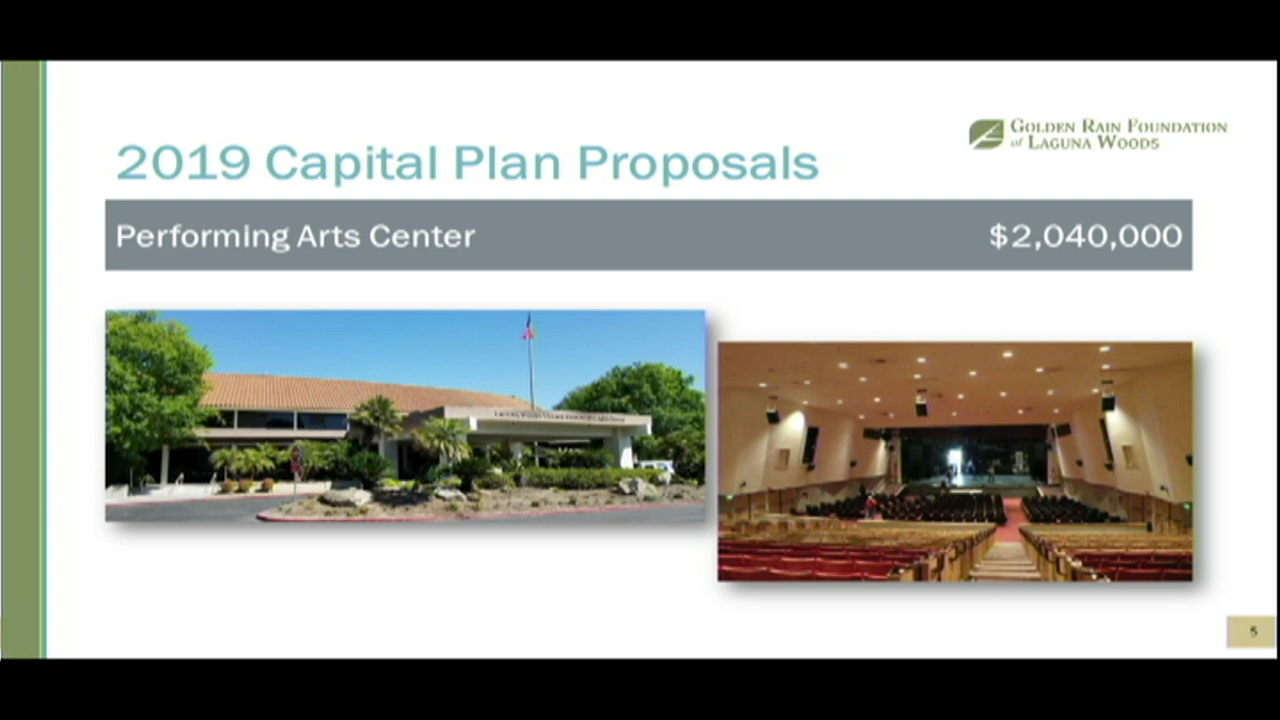 2019 Capital Plan Proposals
GOLDEN RAIN FOUNDATION
of LAGUNA WOODS
Performing Arts Center $2,040,000
5